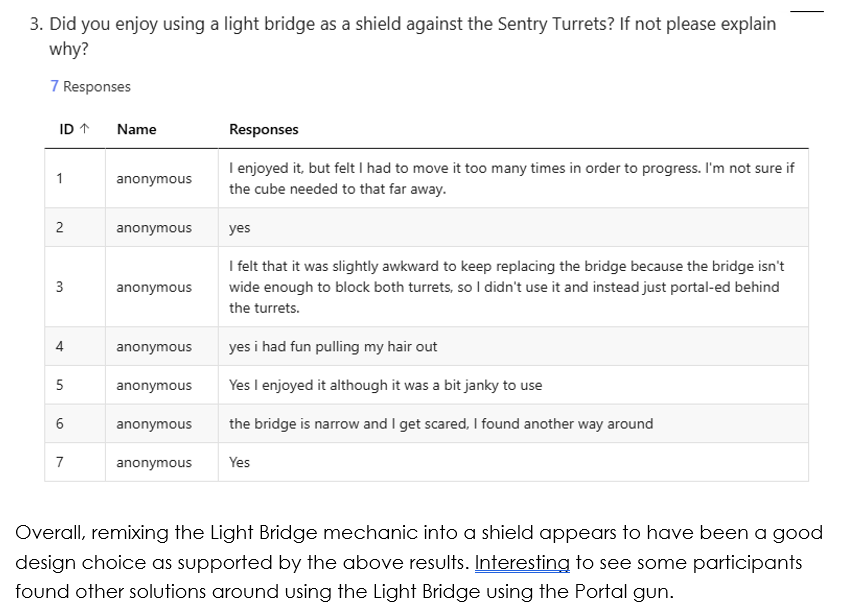 3. Did you enjoy using a light bridge as a shield against the Sentry Turrets? If not please explain
why?
7 Responses
ID ↑ Name Responses
1 anonymous I enjoyed it, but felt I had to move it too many times in order to progress. I'm not sure if
the cube needed to that far away.
2 anonymous yes
3 anonymous I felt that it was slightly awkward to keep replacing the bridge because the bridge isn't
wide enough to block both turrets, so I didn't use it and instead just portal-ed behind
the turrets.
4 anonymous yes i had fun pulling my hair out
5 anonymous Yes I enjoyed it although it was a bit janky to use
6 anonymous the bridge is narrow and I get scared, I found another way around
7 anonymous Yes
Overall, remixing the Light Bridge mechanic into a shield appears to have been a good
design choice as supported by the above results. Interesting to see some participants
found other solutions around using the Light Bridge using the Portal gun.